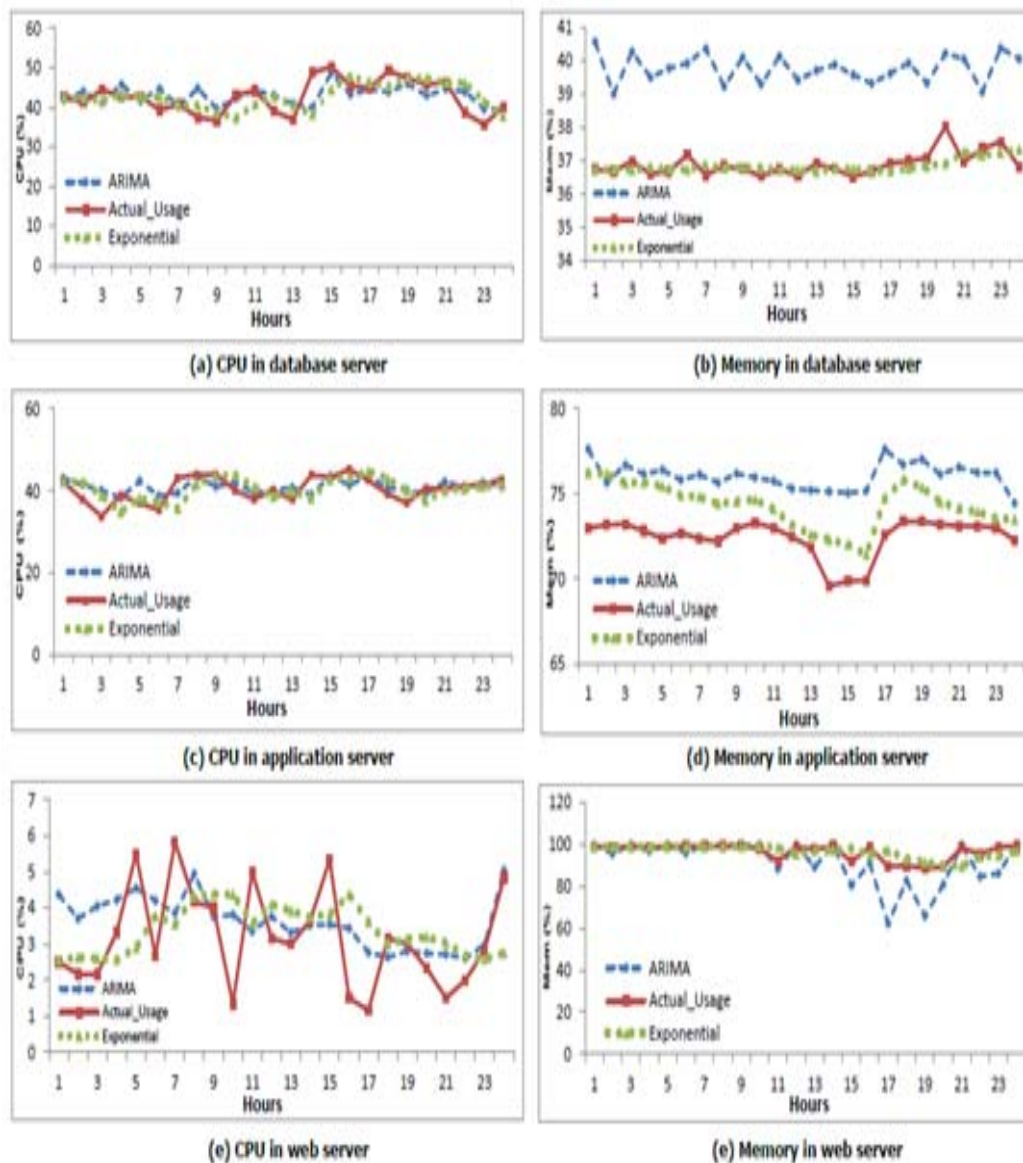 CPU (%)
60
50
40
30
20
10
0
ARIMA
Actual_Usage
Exponential
1 3 5 7 9 11 13 15 17 19 21 23
Hours
(a) CPU in database server
Mem (%)
41
40
39
38
37
36
35
34
ARIMA
Actual_Usage
Exponential
1 3 5 7 9 11 13 15 17 19 21 23
Hours
(b) Memory in database server
CPU (%)
60
40
20
0
ARIMA
Actual_Usage
Exponential
1 3 5 7 9 11 13 15 17 19 21 23
Hours
(c) CPU in application server
Mem (%)
80
75
70
65
ARIMA
Actual_Usage
Exponential
1 3 5 7 9 11 13 15 17 19 21 23
Hours
(d) Memory in application server
CPU (%)
7
6
5
4
3
2
1
0
ARIMA
Actual_Usage
Exponential
1 3 5 7 9 11 13 15 17 19 21 23
Hours
(e) CPU in web server
Mem (%)
120
100
80
60
40
20
0
ARIMA
Actual_Usage
Exponential
1 3 5 7 9 11 13 15 17 19 21 23
Hours
(e) Memory in web server